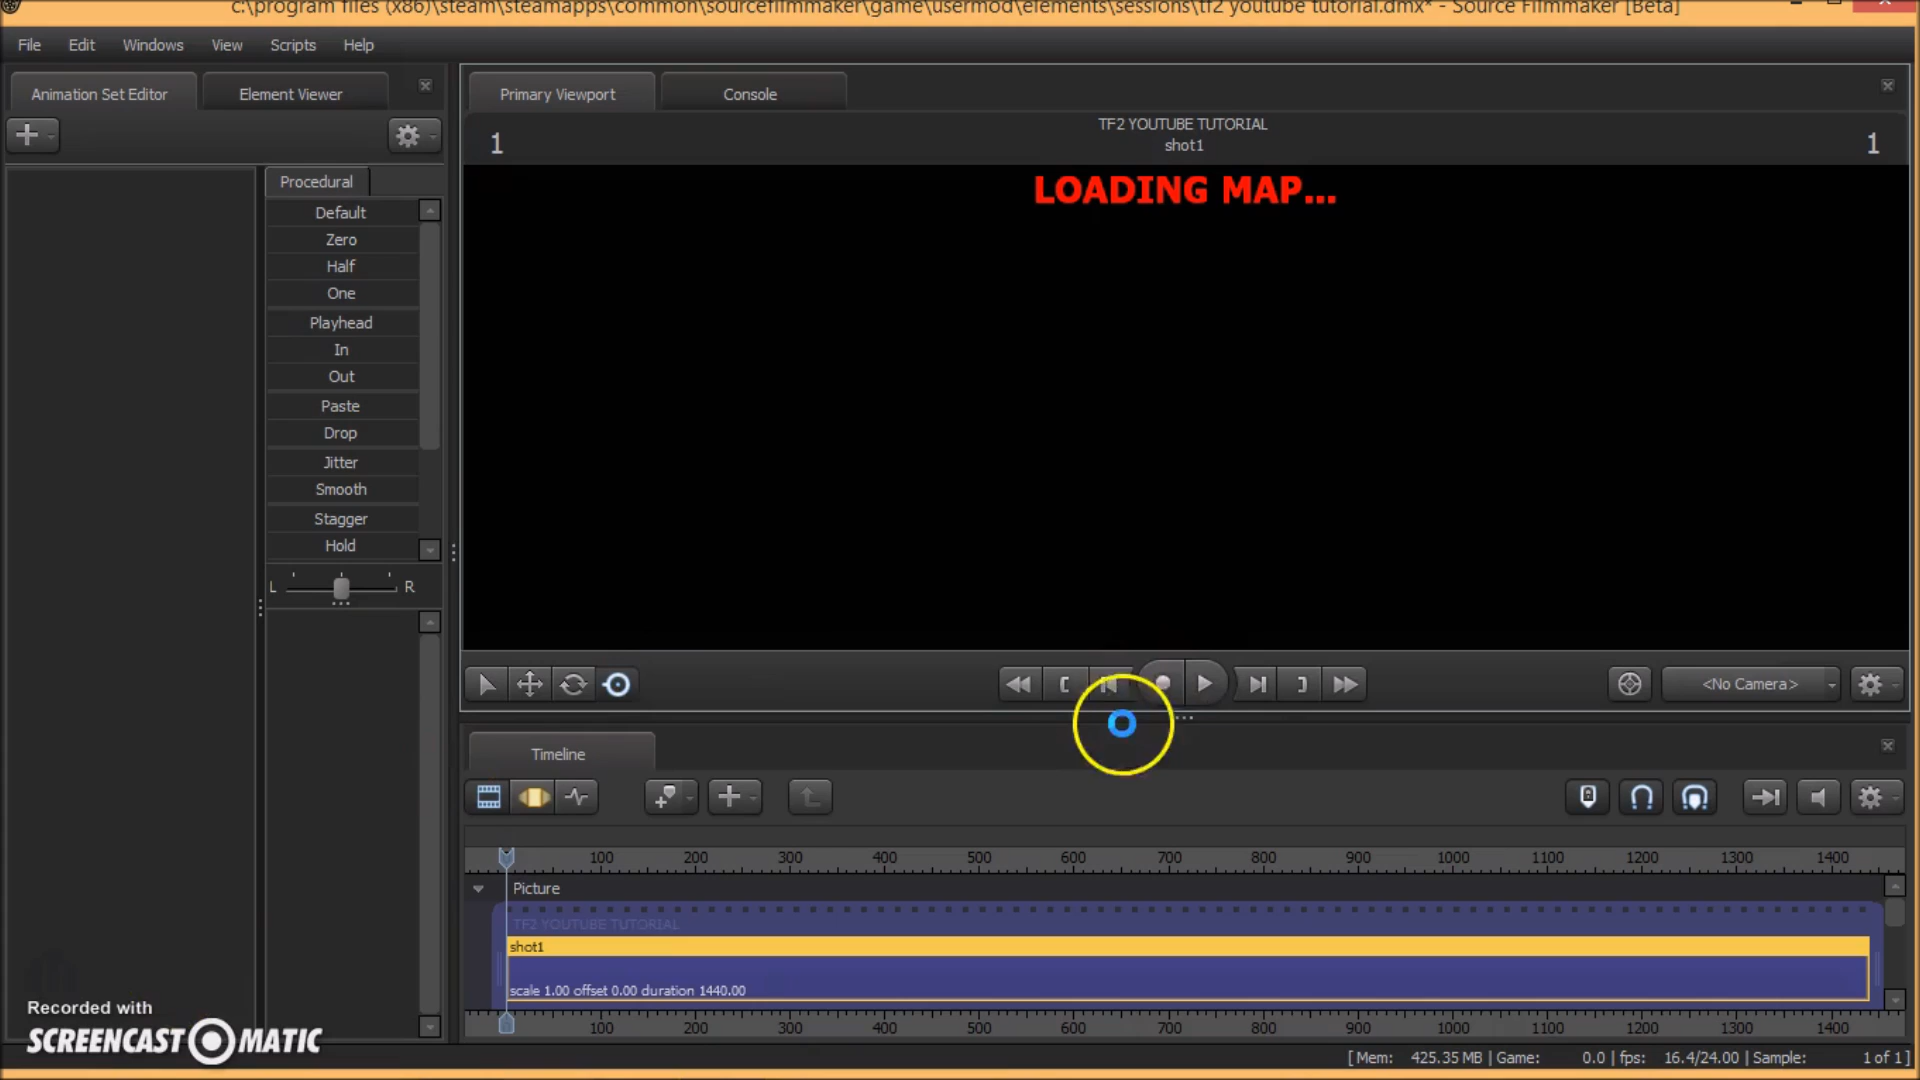 c:\program files (x86)\steam\steamapps\common\sourcefilmmaker\game\usermod\elements\sessions\tf2 youtube tutorial.dmx* - Source Filmmaker [Beta]
File Edit Windows View Scripts Help
Animation Set Editor Element Viewer
Primary Viewport Console
TF2 YOUTUBE TUTORIAL
1 shot1 1
LOADING MAP...
Procedural
Default
Zero
Half
One
Playhead
In
Out
Paste
Drop
Jitter
Smooth
Stagger
Hold
L R
<No Camera>
Timeline
100 200 300 400 500 600 700 800 900 1000 1100 1200 1300 1400
Picture
TF2 YOUTUBE TUTORIAL
shot1
scale 1.00 offset 0.00 duration 1440.00
100 200 300 400 500 600 700 800 900 1000 1100 1200 1300 1400
Recorded with
SCREENCAST MATIC
[ Mem: 425.35 MB | Game: 0.0 | fps: 16.4/24.00 | Sample: 1 of 1 ]